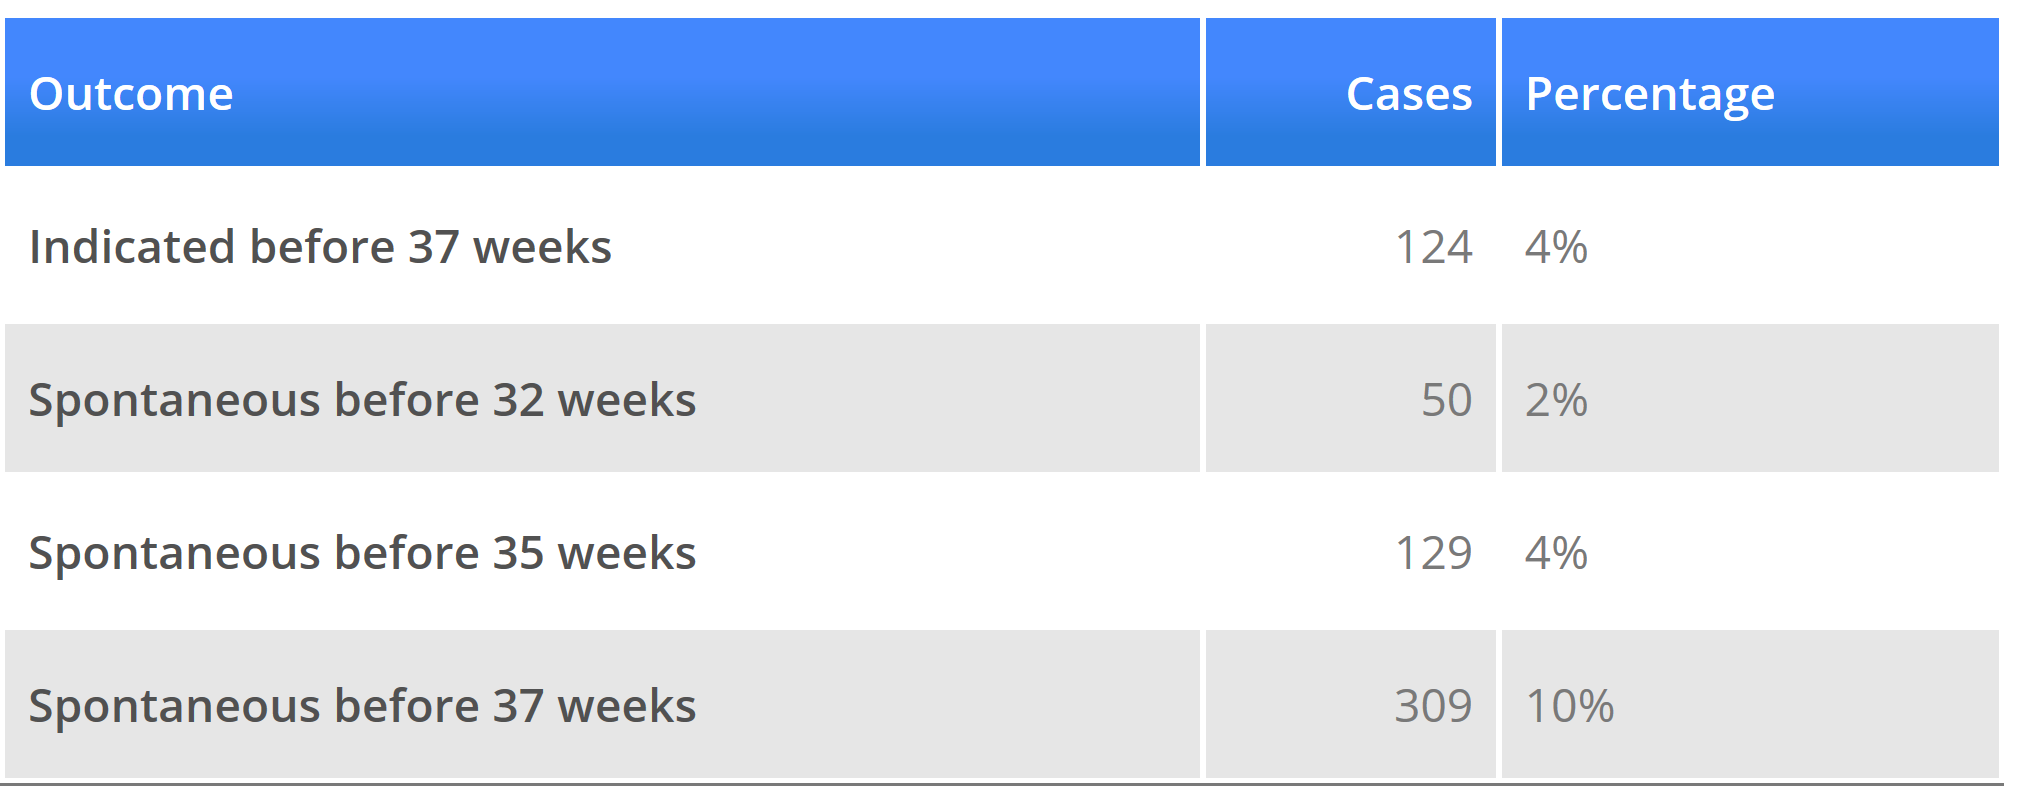 Outcome Cases Percentage
Indicated before 37 weeks 124 4%
Spontaneous before 32 weeks 50 2%
Spontaneous before 35 weeks 129 4%
Spontaneous before 37 weeks 309 10%